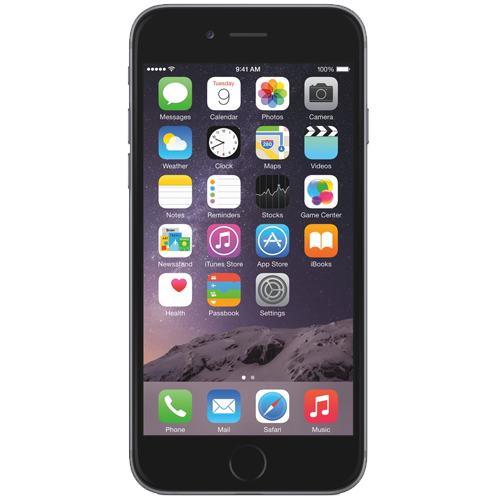 9:41 AM 100%
Tuesday
9
280
Messages Calendar Photos Camera
Weather Clock Maps Videos
Notes Reminders Stocks Game Center
Newsstand iTunes Store App Store iBooks
Health Passbook Settings
Phone Mail Safari Music